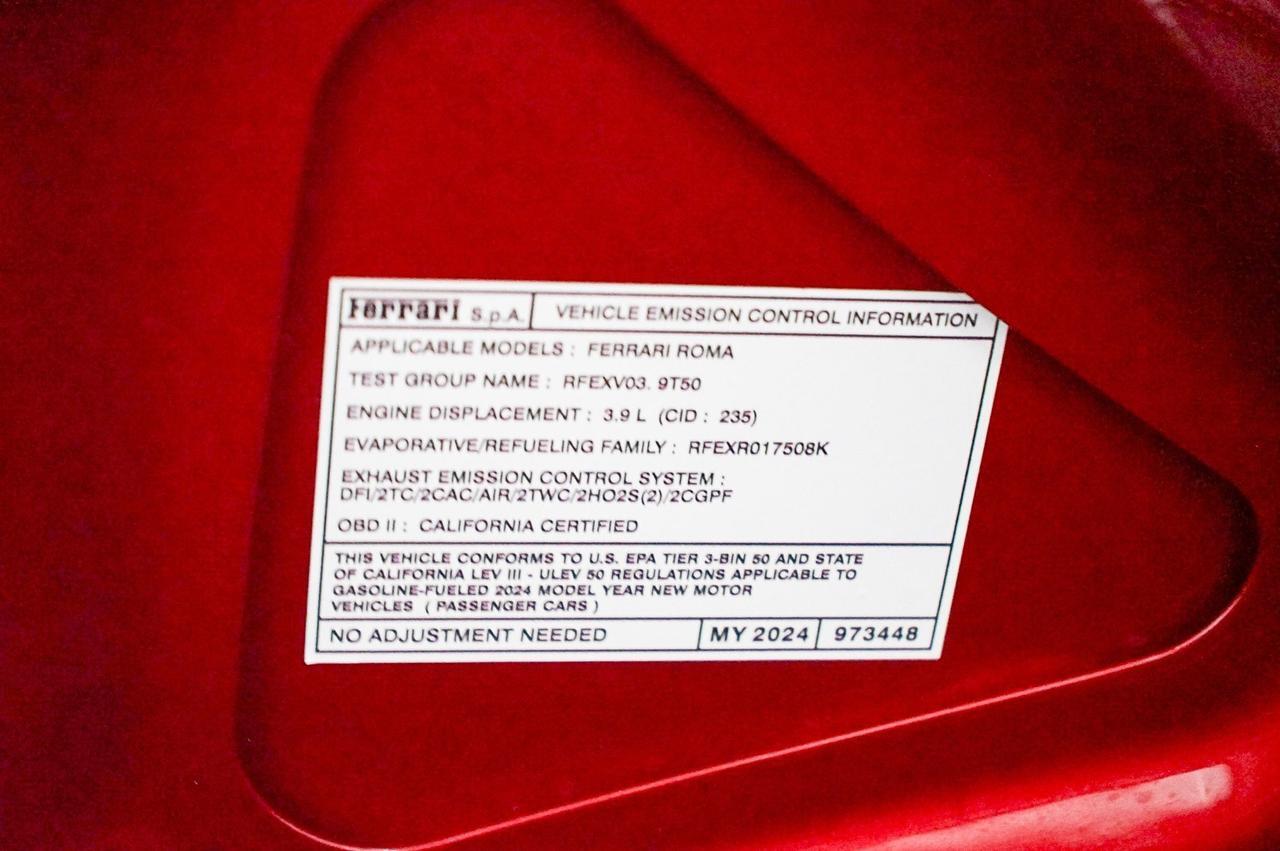 Ferrari S.p.A. VEHICLE EMISSION CONTROL INFORMATION
APPLICABLE MODELS : FERRARI ROMA
TEST GROUP NAME : RFEXV03. 9T50
ENGINE DISPLACEMENT : 3.9 L (CID : 235)
EVAPORATIVE/REFUELING FAMILY : RFEXR017508K
EXHAUST EMISSION CONTROL SYSTEM :
DFI/2TC/2CAC/AIR/2TWC/2HO2S(2)/2CGPF
OBD II : CALIFORNIA CERTIFIED
THIS VEHICLE CONFORMS TO U.S. EPA TIER 3-BIN 50 AND STATE
OF CALIFORNIA LEV III - ULEV 50 REGULATIONS APPLICABLE TO
GASOLINE-FUELED 2024 MODEL YEAR NEW MOTOR
VEHICLES ( PASSENGER CARS )
NO ADJUSTMENT NEEDED MY 2024 973448